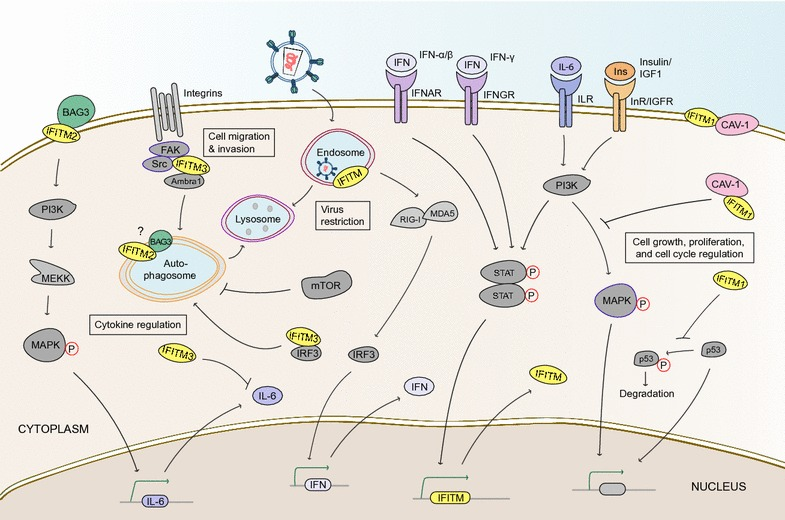 IFN-α/β
IFN-γ
IFN
IFN
IL-6
Ins
Insulin/
IGF1
IFNAR
IFNGR
ILR
InR/IGFR
BAG3
IFITM2
Integrins
FAK
Src
IFITM3
Ambra1
Cell migration
& invasion
Endosome
IFITM
IFITM1
CAV-1
CAV-1
IFITM1
PI3K
PI3K
Lysosome
Virus
restriction
RIG-I
MDA5
?
BAG3
IFITM2
Auto-
phagosome
Cell growth, proliferation,
and cell cycle regulation
MEKK
mTOR
STAT
P
STAT
P
MAPK
P
IFITM1
Cytokine regulation
MAPK
P
IFITM3
IFITM3
IRF3
IRF3
p53
P
p53
Degradation
IL-6
IFN
IFITM
CYTOPLASM
IL-6
IFN
IFITM
NUCLEUS